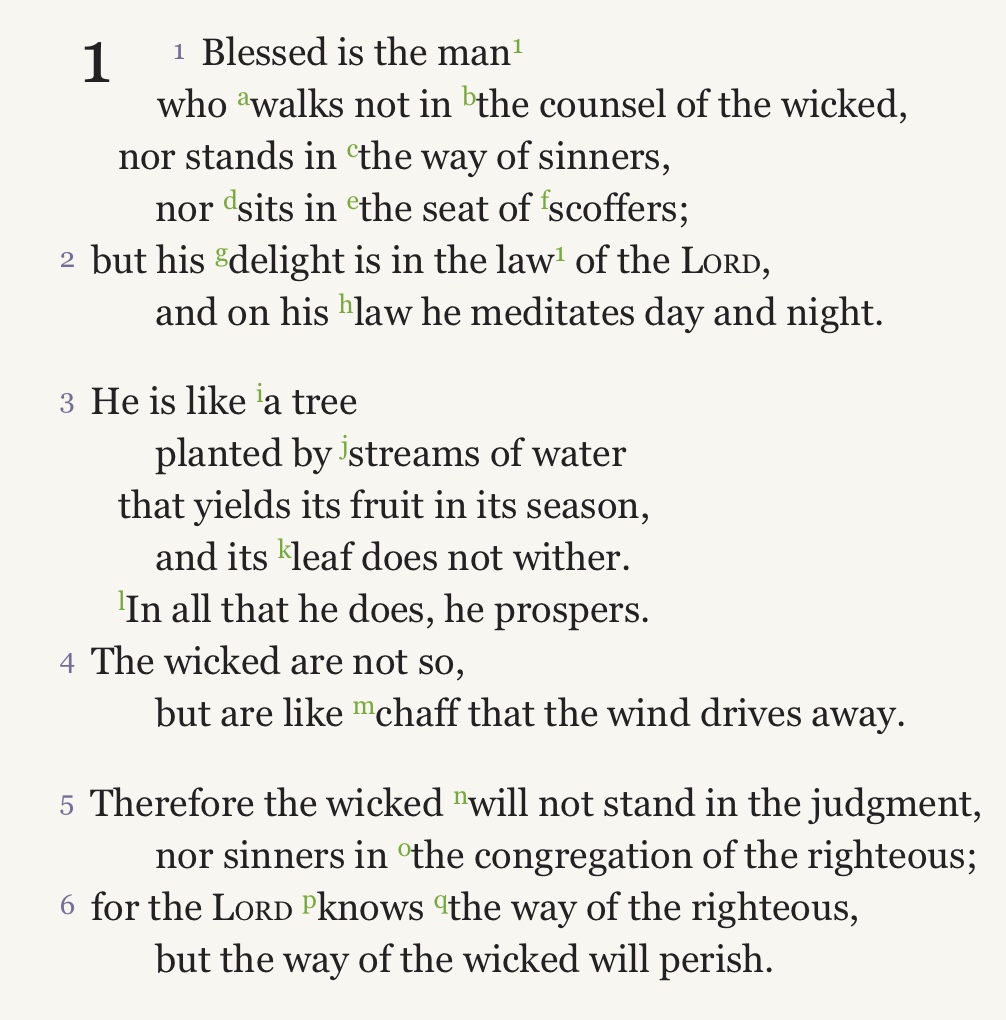 1 1 Blessed is the man1
who awalks not in bthe counsel of the wicked,
nor stands in cthe way of sinners,
nor dsits in ethe seat of fscoffers;
2 but his gdelight is in the law1 of the LORD,
and on his hlaw he meditates day and night.
3 He is like ia tree
planted by jstreams of water
that yields its fruit in its season,
and its kleaf does not wither.
lIn all that he does, he prospers.
4 The wicked are not so,
but are like mchaff that the wind drives away.
5 Therefore the wicked nwill not stand in the judgment,
nor sinners in othe congregation of the righteous;
6 for the LORD pknows qthe way of the righteous,
but the way of the wicked will perish.